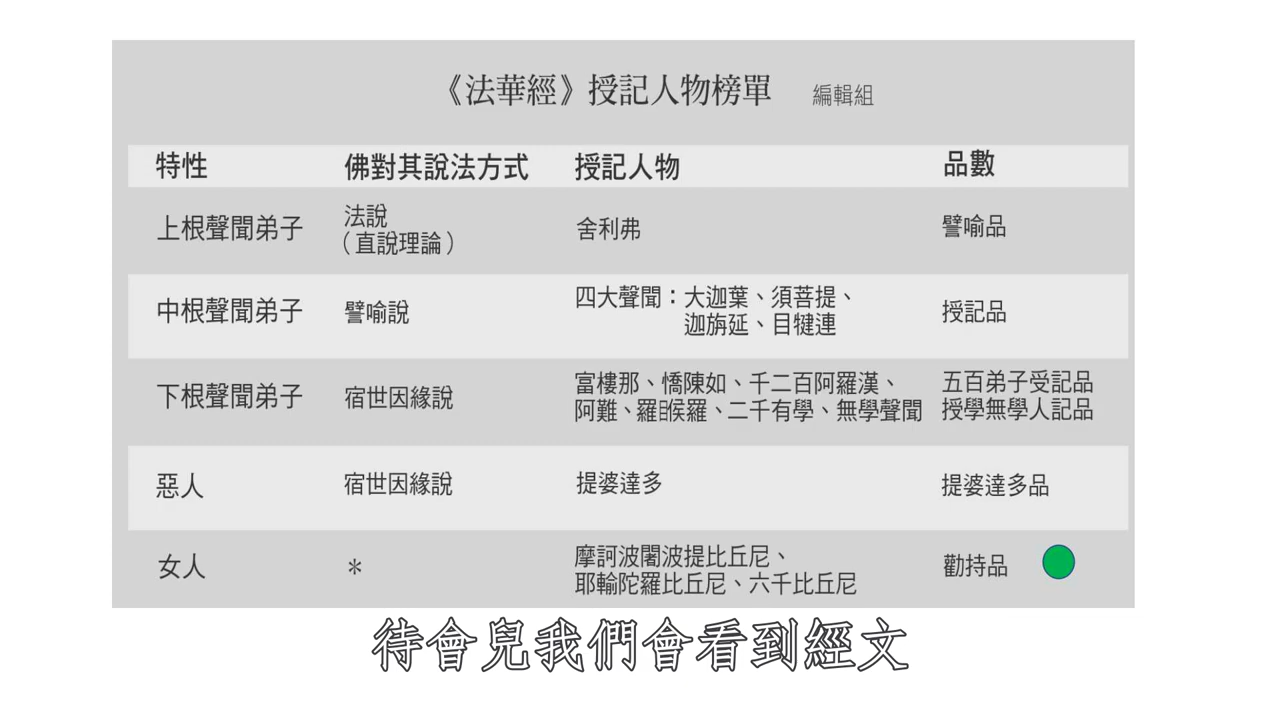 《法華經》授記人物榜單 編輯組
特性 佛對其說法方式 授記人物 品數
上根聲聞弟子 法說 舍利弗 譬喻品
（直說理論）
中根聲聞弟子 譬喻說 四大聲聞：大迦葉、須菩提、 授記品
迦旃延、目犍連
下根聲聞弟子 宿世因緣說 富樓那、憍陳如、千二百阿羅漢、 五百弟子受記品
阿難、羅睺羅、二千有學、無學聲聞 授學無學人記品
惡人 宿世因緣說 提婆達多 提婆達多品
女人 ＊ 摩訶波闍波提比丘尼、 勸持品
耶輸陀羅比丘尼、六千比丘尼
待會兒我們會看到經文